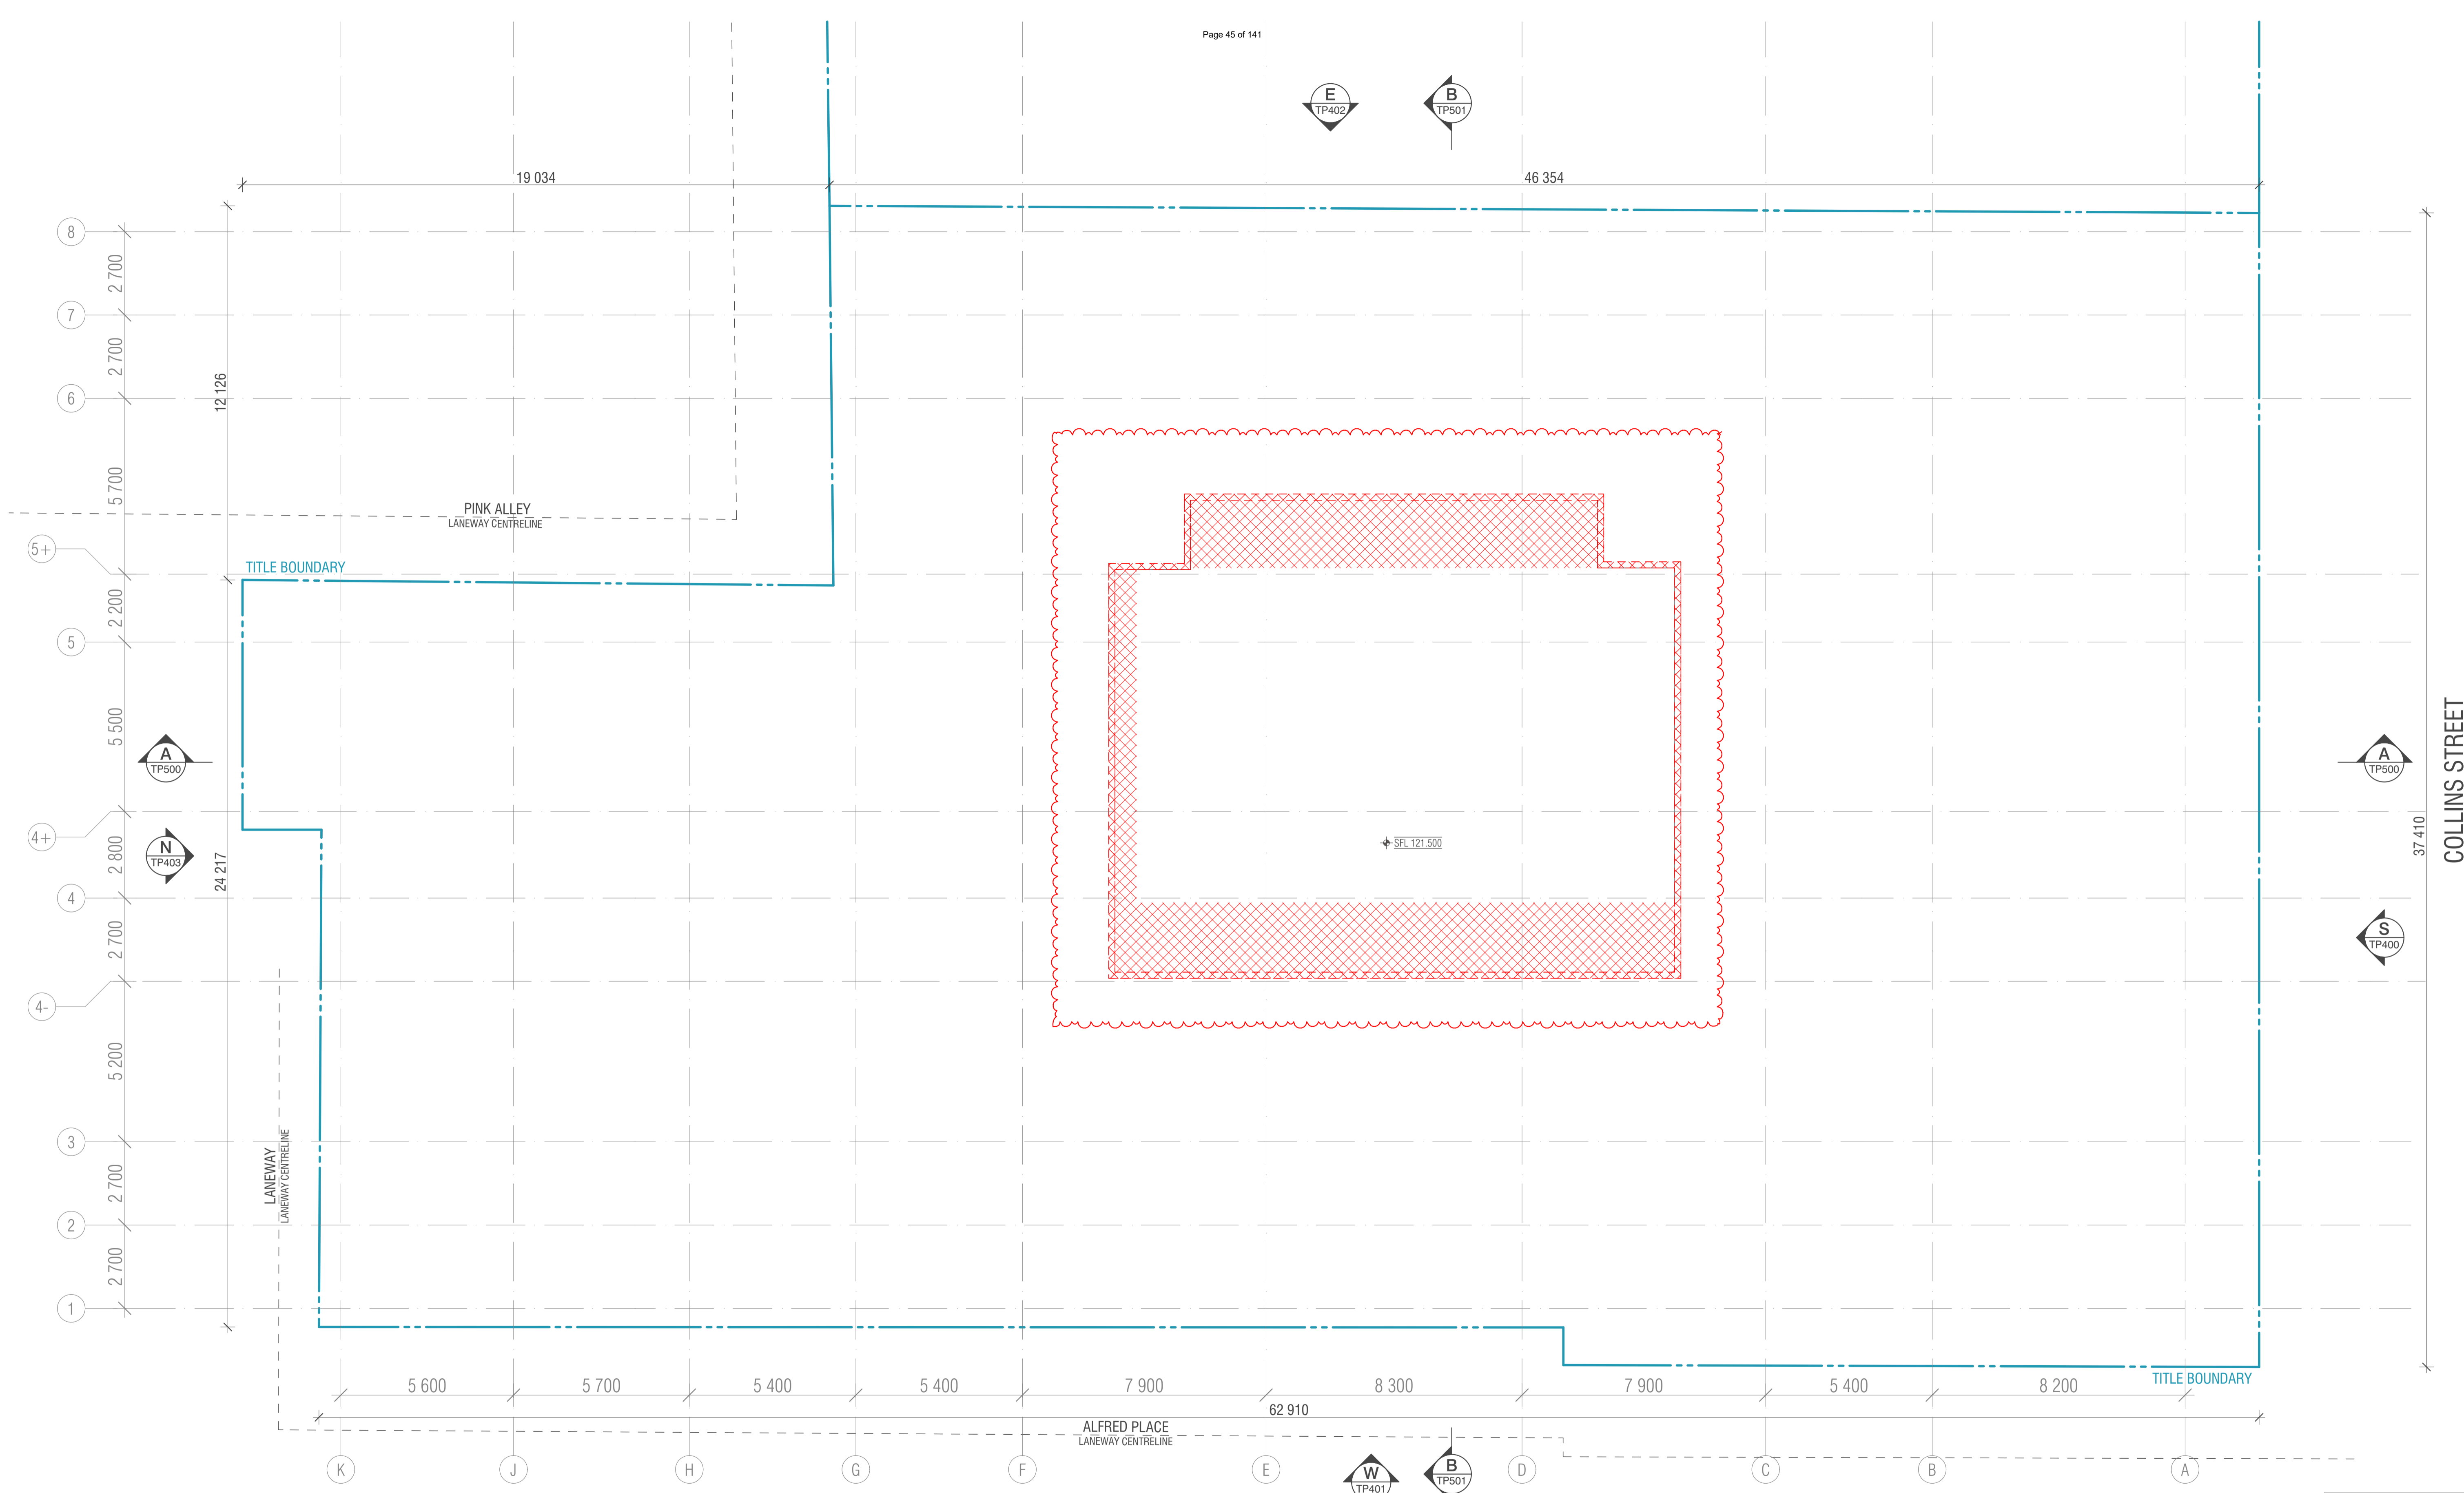 Page 45 of 141
E
TP402
B
TP501
19 034
46 354
8
2 700
7
2 700
6
12 126
5 700
PINK ALLEY
LANEWAY CENTRELINE
5+
TITLE BOUNDARY
2 200
5
5 500
A
TP500
A
TP500
COLLINS STREET
4+
N
TP403
2 800
24 217
SFL 121.500
37 410
4
2 700
S
TP400
4-
5 200
3
LANEWAY
LANEWAY CENTRELINE
2 700
2
2 700
1
5 600
5 700
5 400
5 400
7 900
8 300
7 900
5 400
8 200
TITLE BOUNDARY
62 910
ALFRED PLACE
LANEWAY CENTRELINE
K
J
H
G
F
E
W
TP401
B
TP501
D
C
B
A